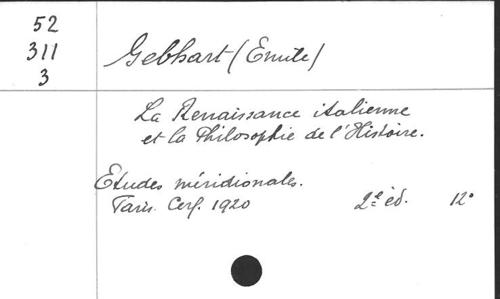 52
311
3
Gebhart (Emile)
La Renaissance italienne
et la Philosophie de l'Histoire.
Etudes méridionales.
Paris. Cerf. 1920 2e éd. 12°